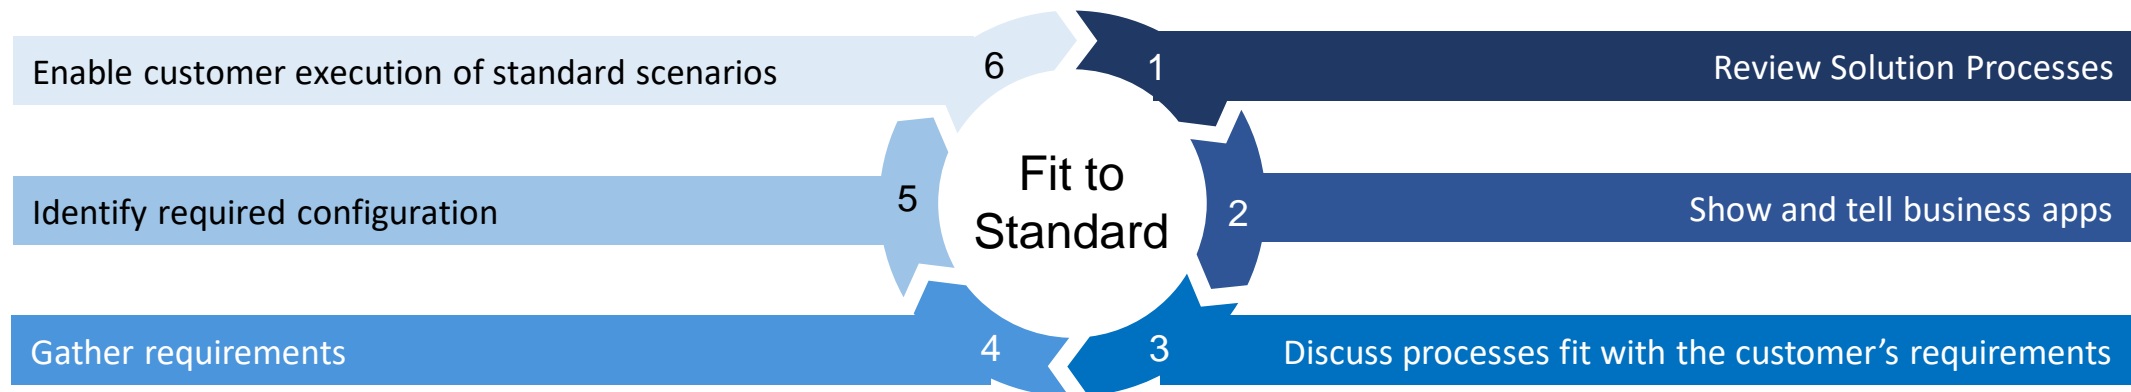 Enable customer execution of standard scenarios
6
1
Review Solution Processes
Identify required configuration
5
Fit to
Standard
2
Show and tell business apps
Gather requirements
4
3
Discuss processes fit with the customer’s requirements